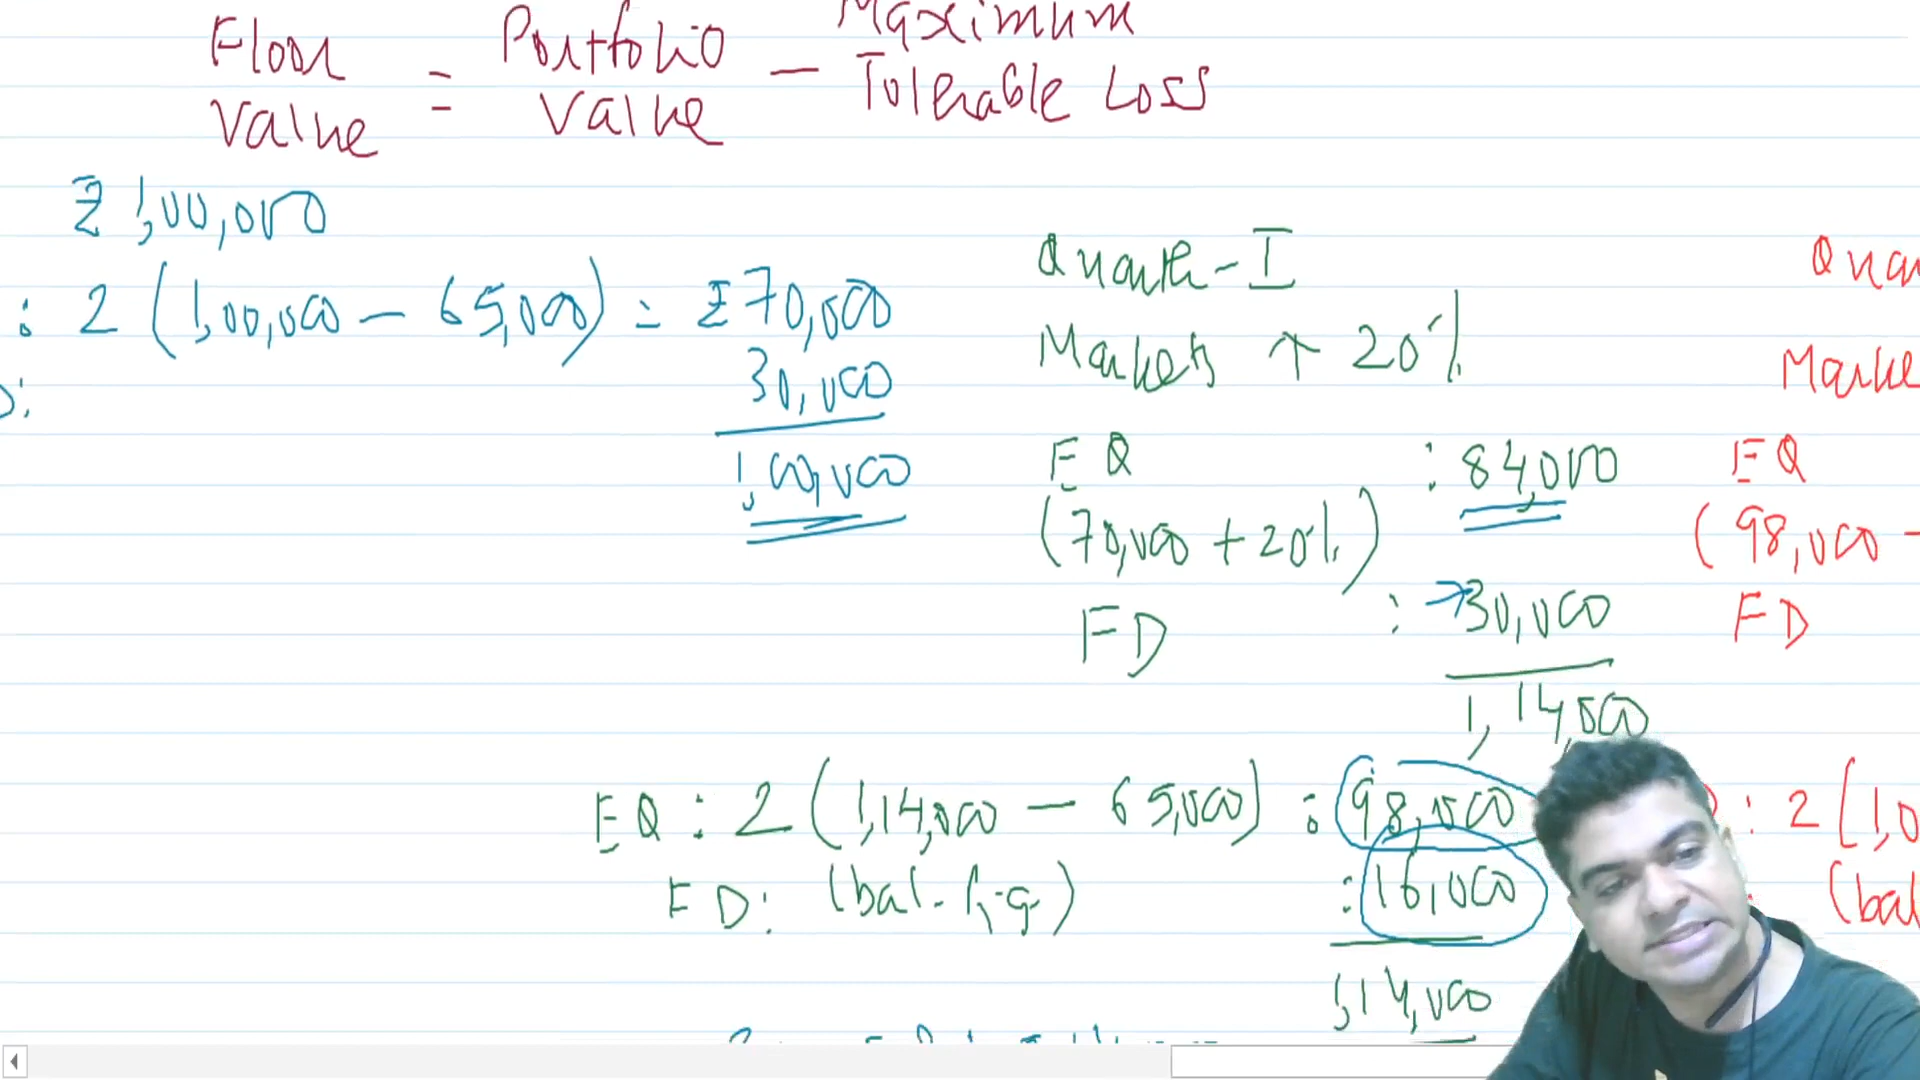 Floor Value = Portfolio Value - Maximum Tolerable Loss
₹ 1,00,000
: 2 (1,00,000 - 65,000) = ₹70,000
30,000
1,00,000
Quarter-I
Markets ↑ 20%
EQ : 84,000
(70,000 + 20%)
FD : →30,000
1,14,000
EQ : 2 (1,14,000 - 65,000) : 98,000
FD: (bal. fig) : 16,000
1,14,000
EQ
(98,000 -
FD
: 2 (1,0
(bal